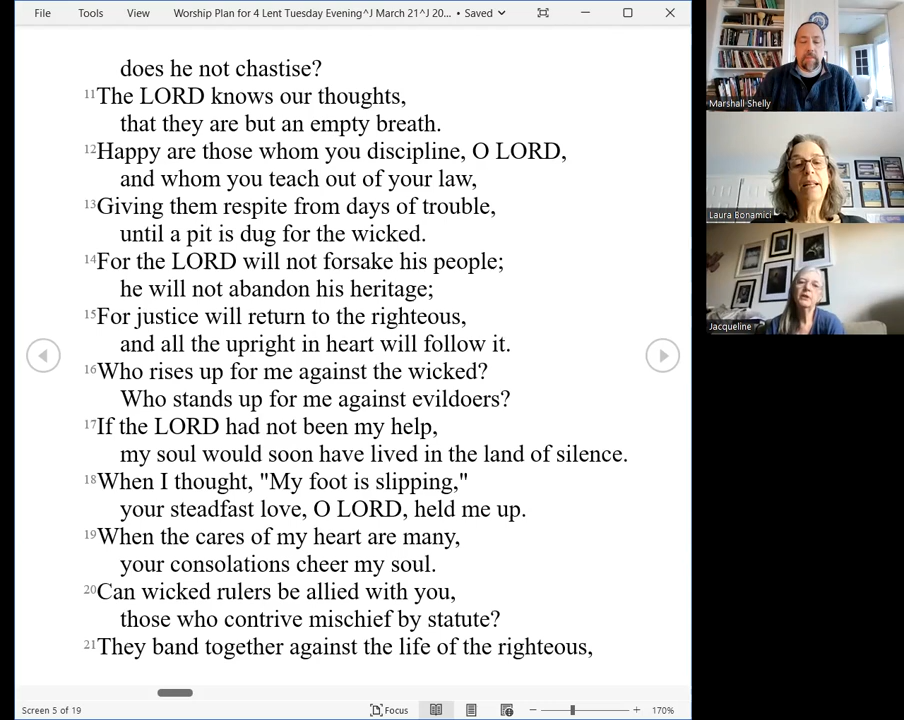 File Tools View Worship Plan for 4 Lent Tuesday Evening^J March 21^J 20... • Saved
does he not chastise?
11The LORD knows our thoughts,
that they are but an empty breath.
12Happy are those whom you discipline, O LORD,
and whom you teach out of your law,
13Giving them respite from days of trouble,
until a pit is dug for the wicked.
14For the LORD will not forsake his people;
he will not abandon his heritage;
15For justice will return to the righteous,
and all the upright in heart will follow it.
16Who rises up for me against the wicked?
Who stands up for me against evildoers?
17If the LORD had not been my help,
my soul would soon have lived in the land of silence.
18When I thought, "My foot is slipping,"
your steadfast love, O LORD, held me up.
19When the cares of my heart are many,
your consolations cheer my soul.
20Can wicked rulers be allied with you,
those who contrive mischief by statute?
21They band together against the life of the righteous,
Screen 5 of 19 Focus 170%
Marshall Shelly
Laura Bonamici
Jacqueline